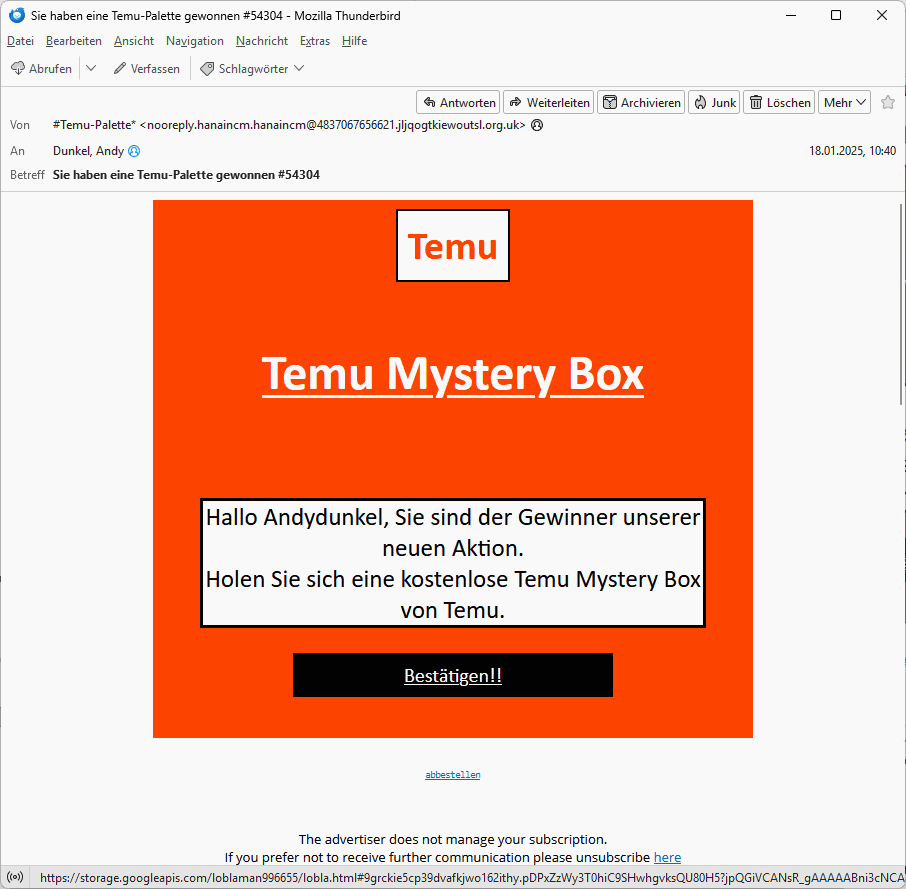 Sie haben eine Temu-Palette gewonnen #54304 - Mozilla Thunderbird
Datei Bearbeiten Ansicht Navigation Nachricht Extras Hilfe
Abrufen Verfassen Schlagwörter
Antworten Weiterleiten Archivieren Junk Löschen Mehr
Von #Temu-Palette* <nooreply.hanaincm.hanaincm@4837067656621.jljqogtkiewoutsl.org.uk>
An Dunkel, Andy 18.01.2025, 10:40
Betreff Sie haben eine Temu-Palette gewonnen #54304
Temu
Temu Mystery Box
Hallo Andydunkel, Sie sind der Gewinner unserer
neuen Aktion.
Holen Sie sich eine kostenlose Temu Mystery Box
von Temu.
Bestätigen!!
abbestellen
The advertiser does not manage your subscription.
If you prefer not to receive further communication please unsubscribe here
https://storage.googleapis.com/loblaman996655/lobla.html#9grckie5cp39dvafkjwo162ithy.pDPxZzWy3T0hiC9SHwhgvksQU80H5?jpQGiVCANsR_gAAAAABni3cNCA